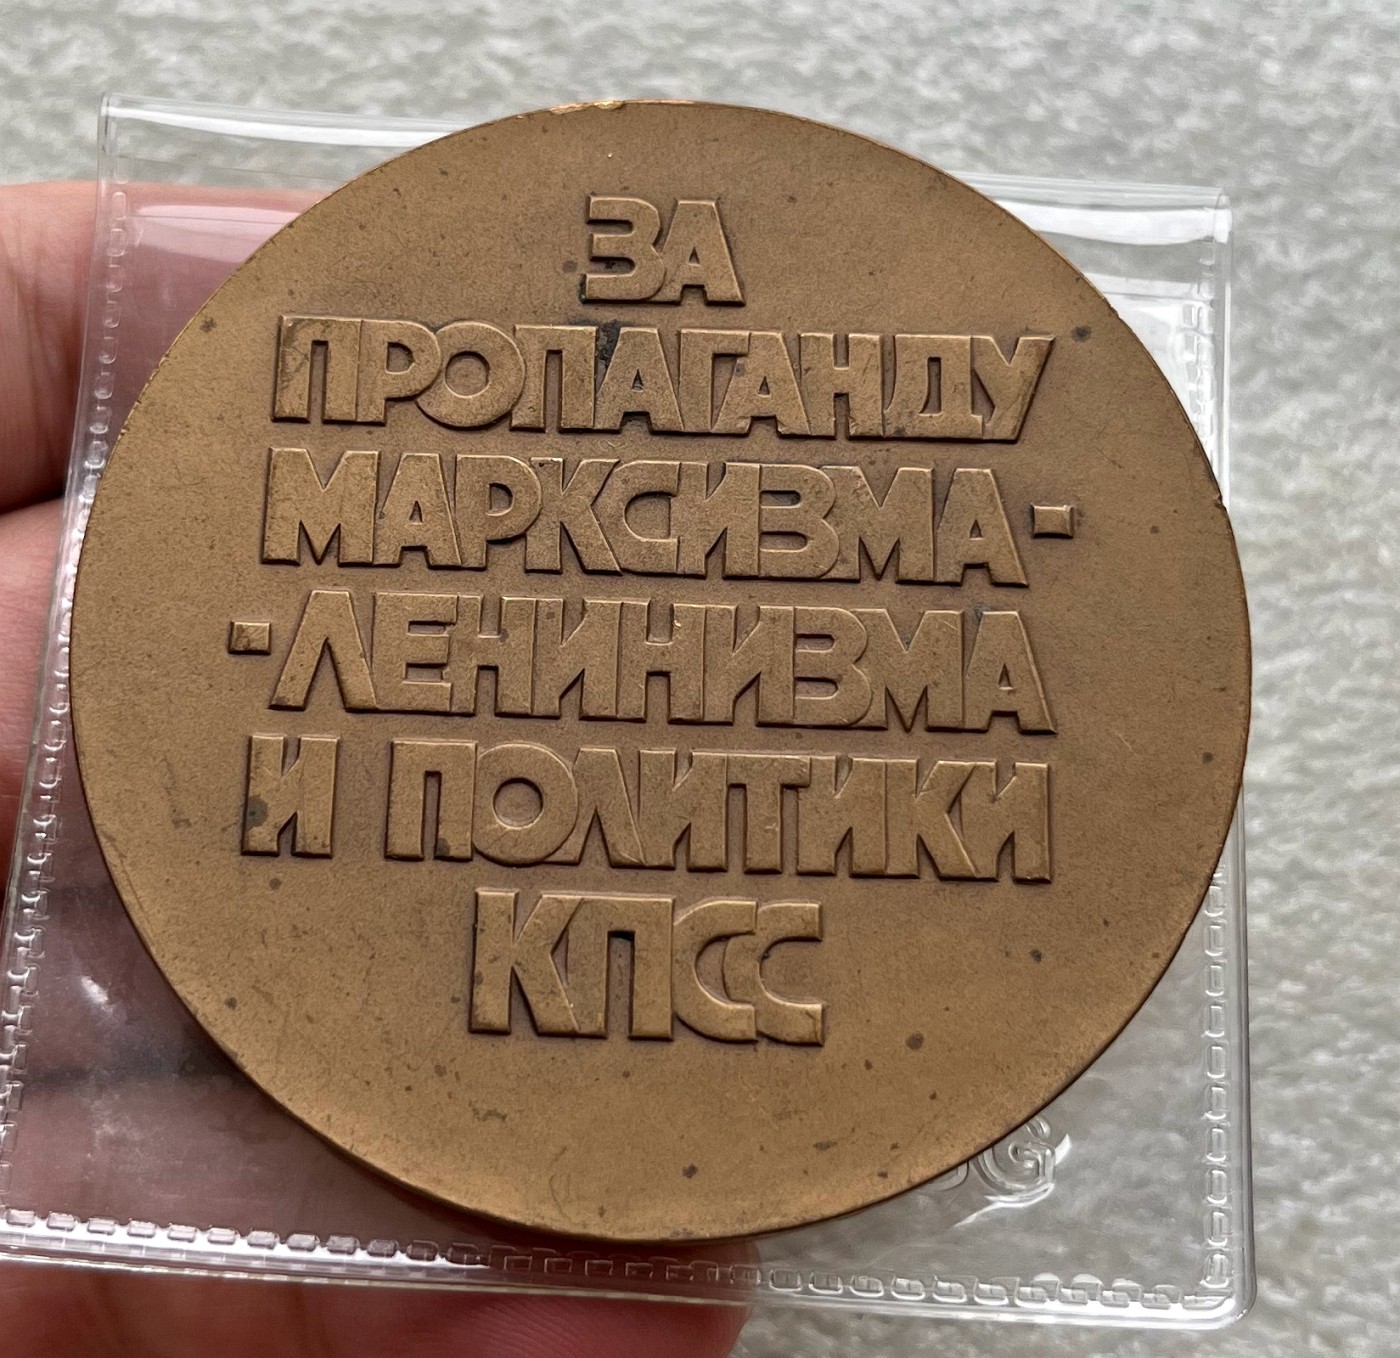 ЗА
ПРОПАГАНДУ
МАРКСИЗМА-
-ЛЕНИНИЗМА
И ПОЛИТИКИ
КПСС